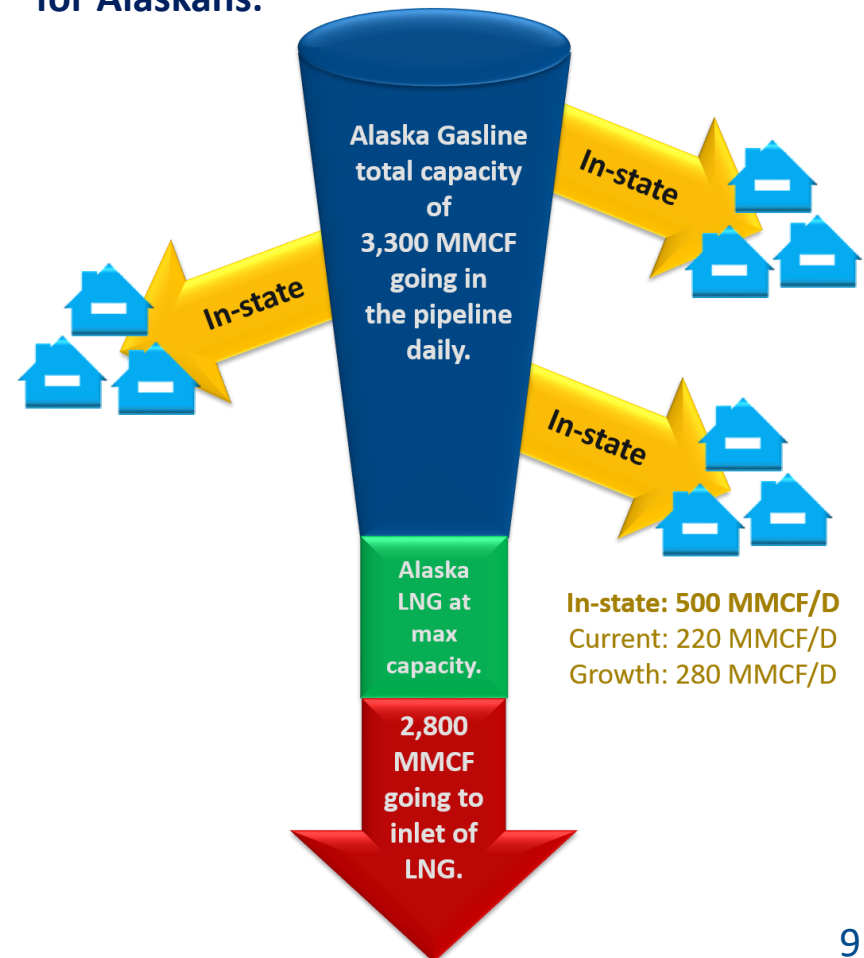 for Alaskans.
Alaska Gasline
total capacity
of
3,300 MMCF
going in
the pipeline
daily.
In-state
In-state
In-state
Alaska
LNG at
max
capacity.
In-state: 500 MMCF/D
Current: 220 MMCF/D
Growth: 280 MMCF/D
2,800
MMCF
going to
inlet of
LNG.
9